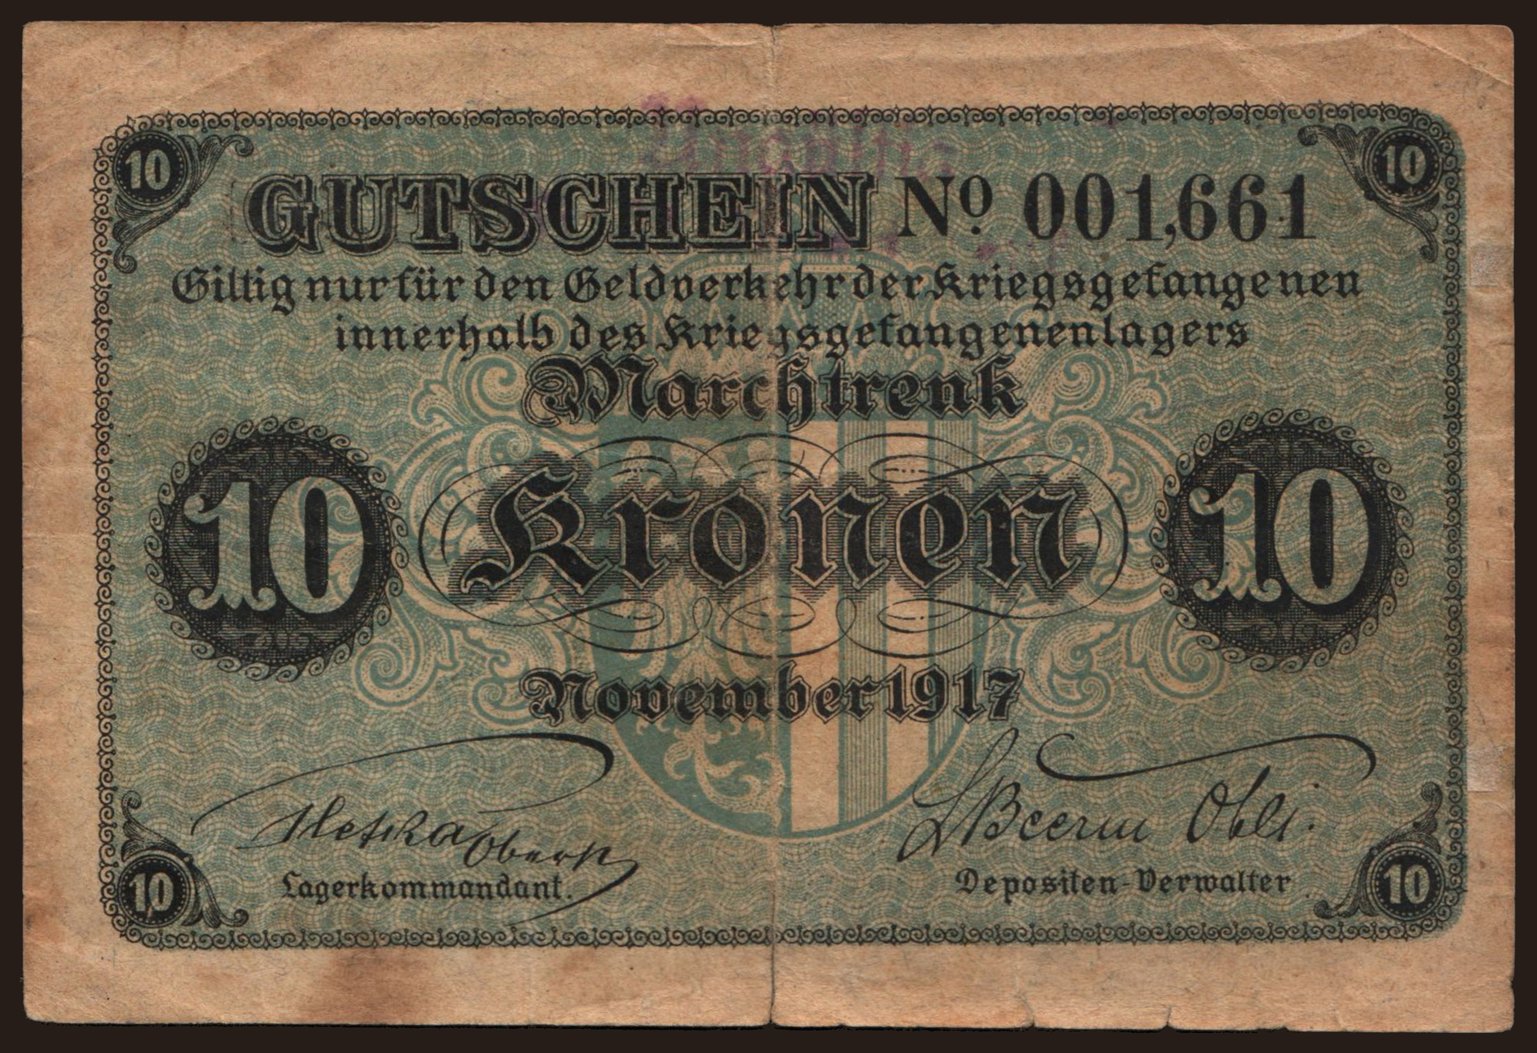 10 10
GUTSCHEIN No. 001,661
Giltig nur für den Geldverkehr der Kriegsgefangenen
innerhalb des Kriegsgefangenenlagers
Marchtrenk
10 Kronen 10
November 1917
Oberst
Lagerkommandant.
Depositen-Verwalter
10 10